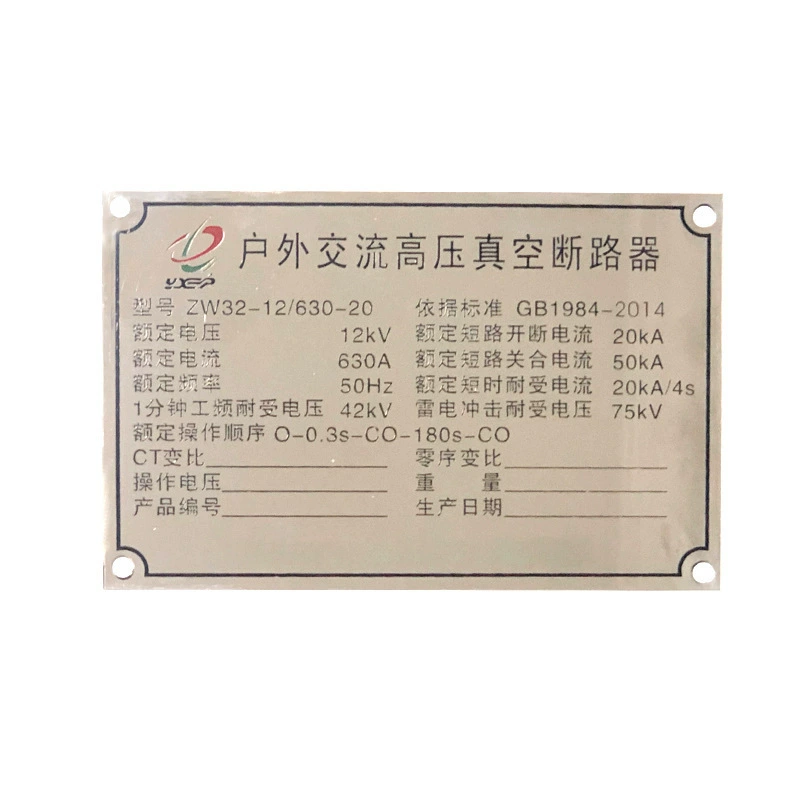 YXEP
户外交流高压真空断路器
型号 ZW32-12/630-20 依据标准 GB1984-2014
额定电压 12kV 额定短路开断电流 20kA
额定电流 630A 额定短路关合电流 50kA
额定频率 50Hz 额定短时耐受电流 20kA/4s
1分钟工频耐受电压 42kV 雷电冲击耐受电压 75kV
额定操作顺序 O-0.3s-CO-180s-CO
CT变比 零序变比
操作电压 重 量
产品编号 生产日期